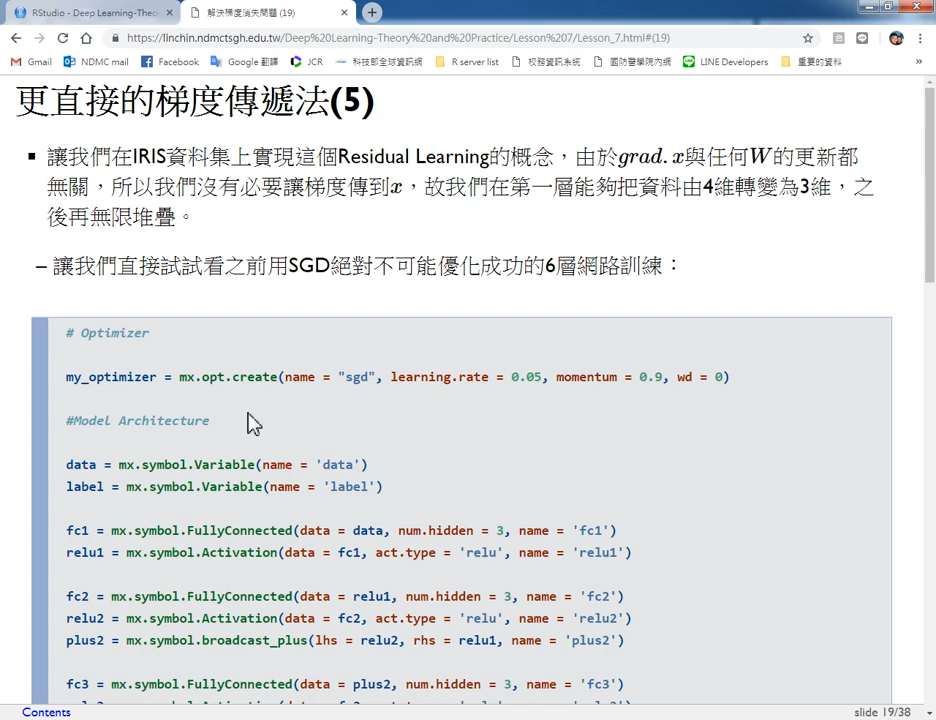 RStudio - Deep Learning-Theo
解決梯度消失問題 (19)
https://linchin.ndmctsgh.edu.tw/Deep%20Learning-Theory%20and%20Practice/Lesson%207/Lesson_7.html#(19)
Gmail NDMC mail Facebook Google 翻譯 JCR 科技部全球資訊網 R server list 校務資訊系統 國防醫學院內網 LINE Developers 重要的資料 »
更直接的梯度傳遞法(5)
讓我們在IRIS資料集上實現這個Residual Learning的概念，由於grad.x與任何W的更新都
無關，所以我們沒有必要讓梯度傳到x，故我們在第一層能夠把資料由4維轉變為3維，之
後再無限堆疊。
– 讓我們直接試試看之前用SGD絕對不可能優化成功的6層網路訓練：
# Optimizer
my_optimizer = mx.opt.create(name = "sgd", learning.rate = 0.05, momentum = 0.9, wd = 0)
#Model Architecture
data = mx.symbol.Variable(name = 'data')
label = mx.symbol.Variable(name = 'label')
fc1 = mx.symbol.FullyConnected(data = data, num.hidden = 3, name = 'fc1')
relu1 = mx.symbol.Activation(data = fc1, act.type = 'relu', name = 'relu1')
fc2 = mx.symbol.FullyConnected(data = relu1, num.hidden = 3, name = 'fc2')
relu2 = mx.symbol.Activation(data = fc2, act.type = 'relu', name = 'relu2')
plus2 = mx.symbol.broadcast_plus(lhs = relu2, rhs = relu1, name = 'plus2')
fc3 = mx.symbol.FullyConnected(data = plus2, num.hidden = 3, name = 'fc3')
Contents
slide 19/38